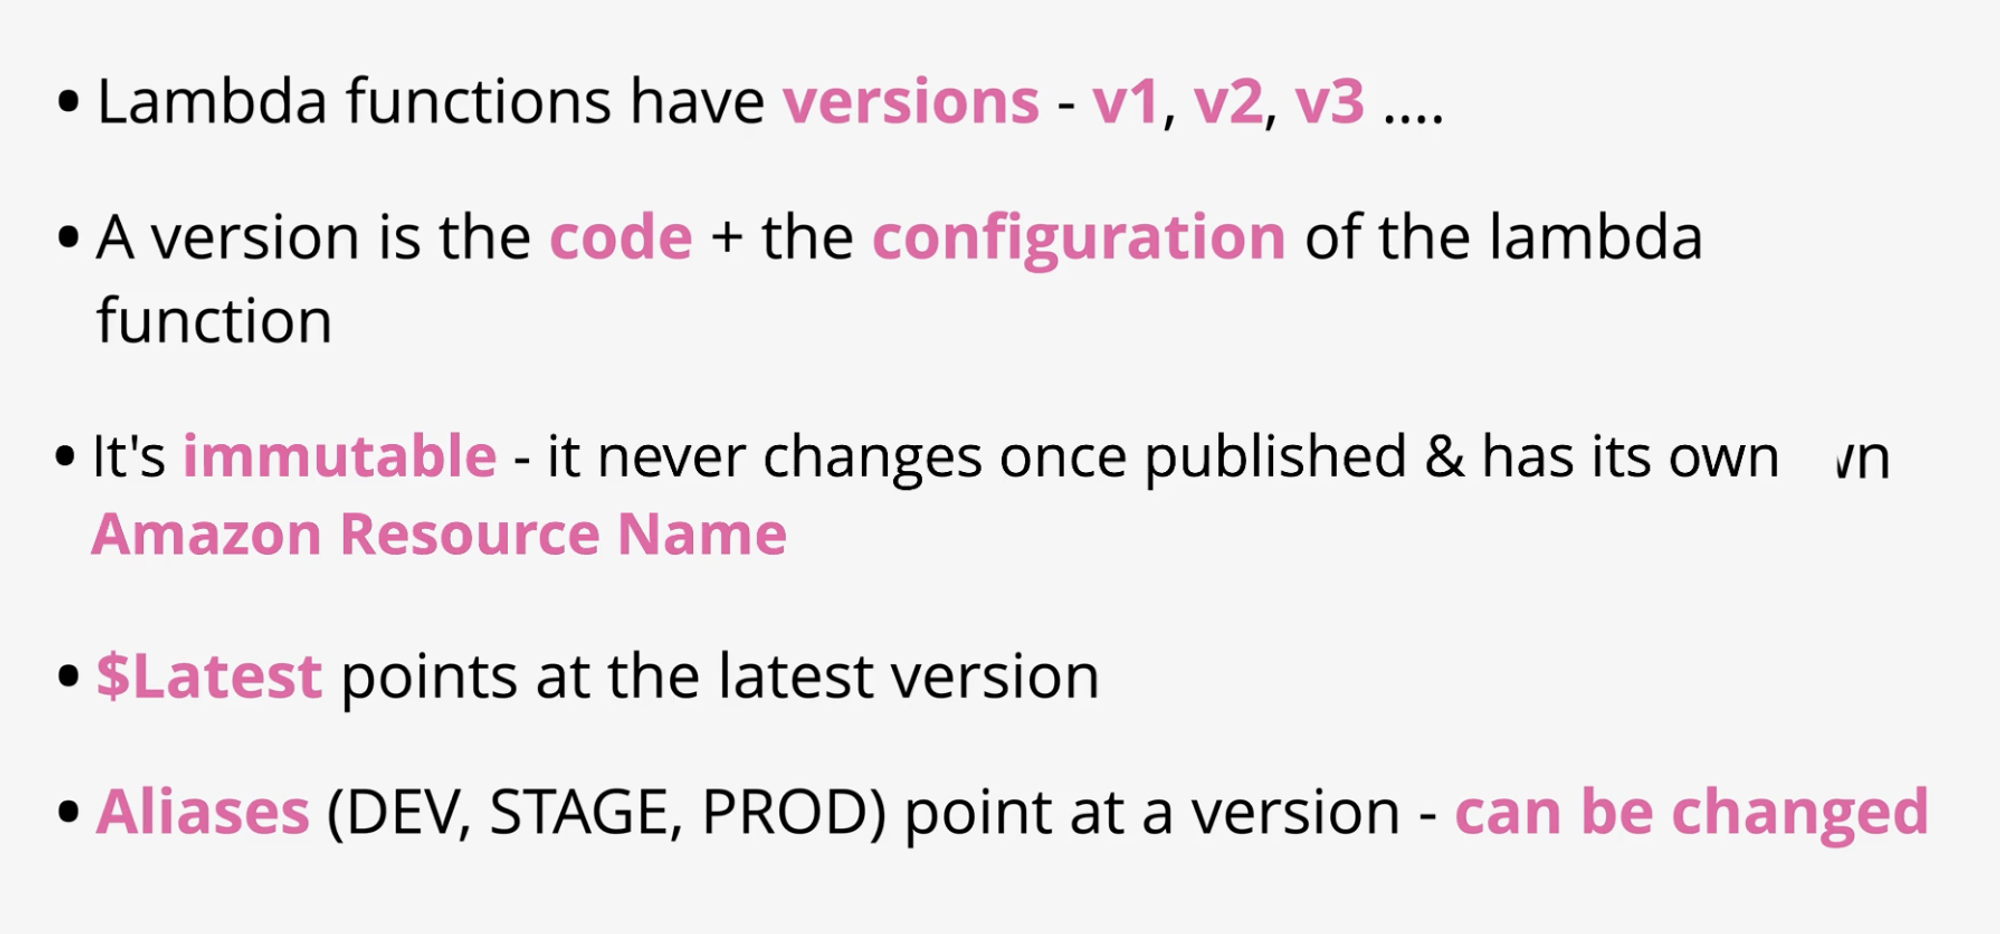 • Lambda functions have versions - v1, v2, v3 ....
• A version is the code + the configuration of the lambda
function
• It's immutable - it never changes once published & has its own vn
Amazon Resource Name
• $Latest points at the latest version
• Aliases (DEV, STAGE, PROD) point at a version - can be changed